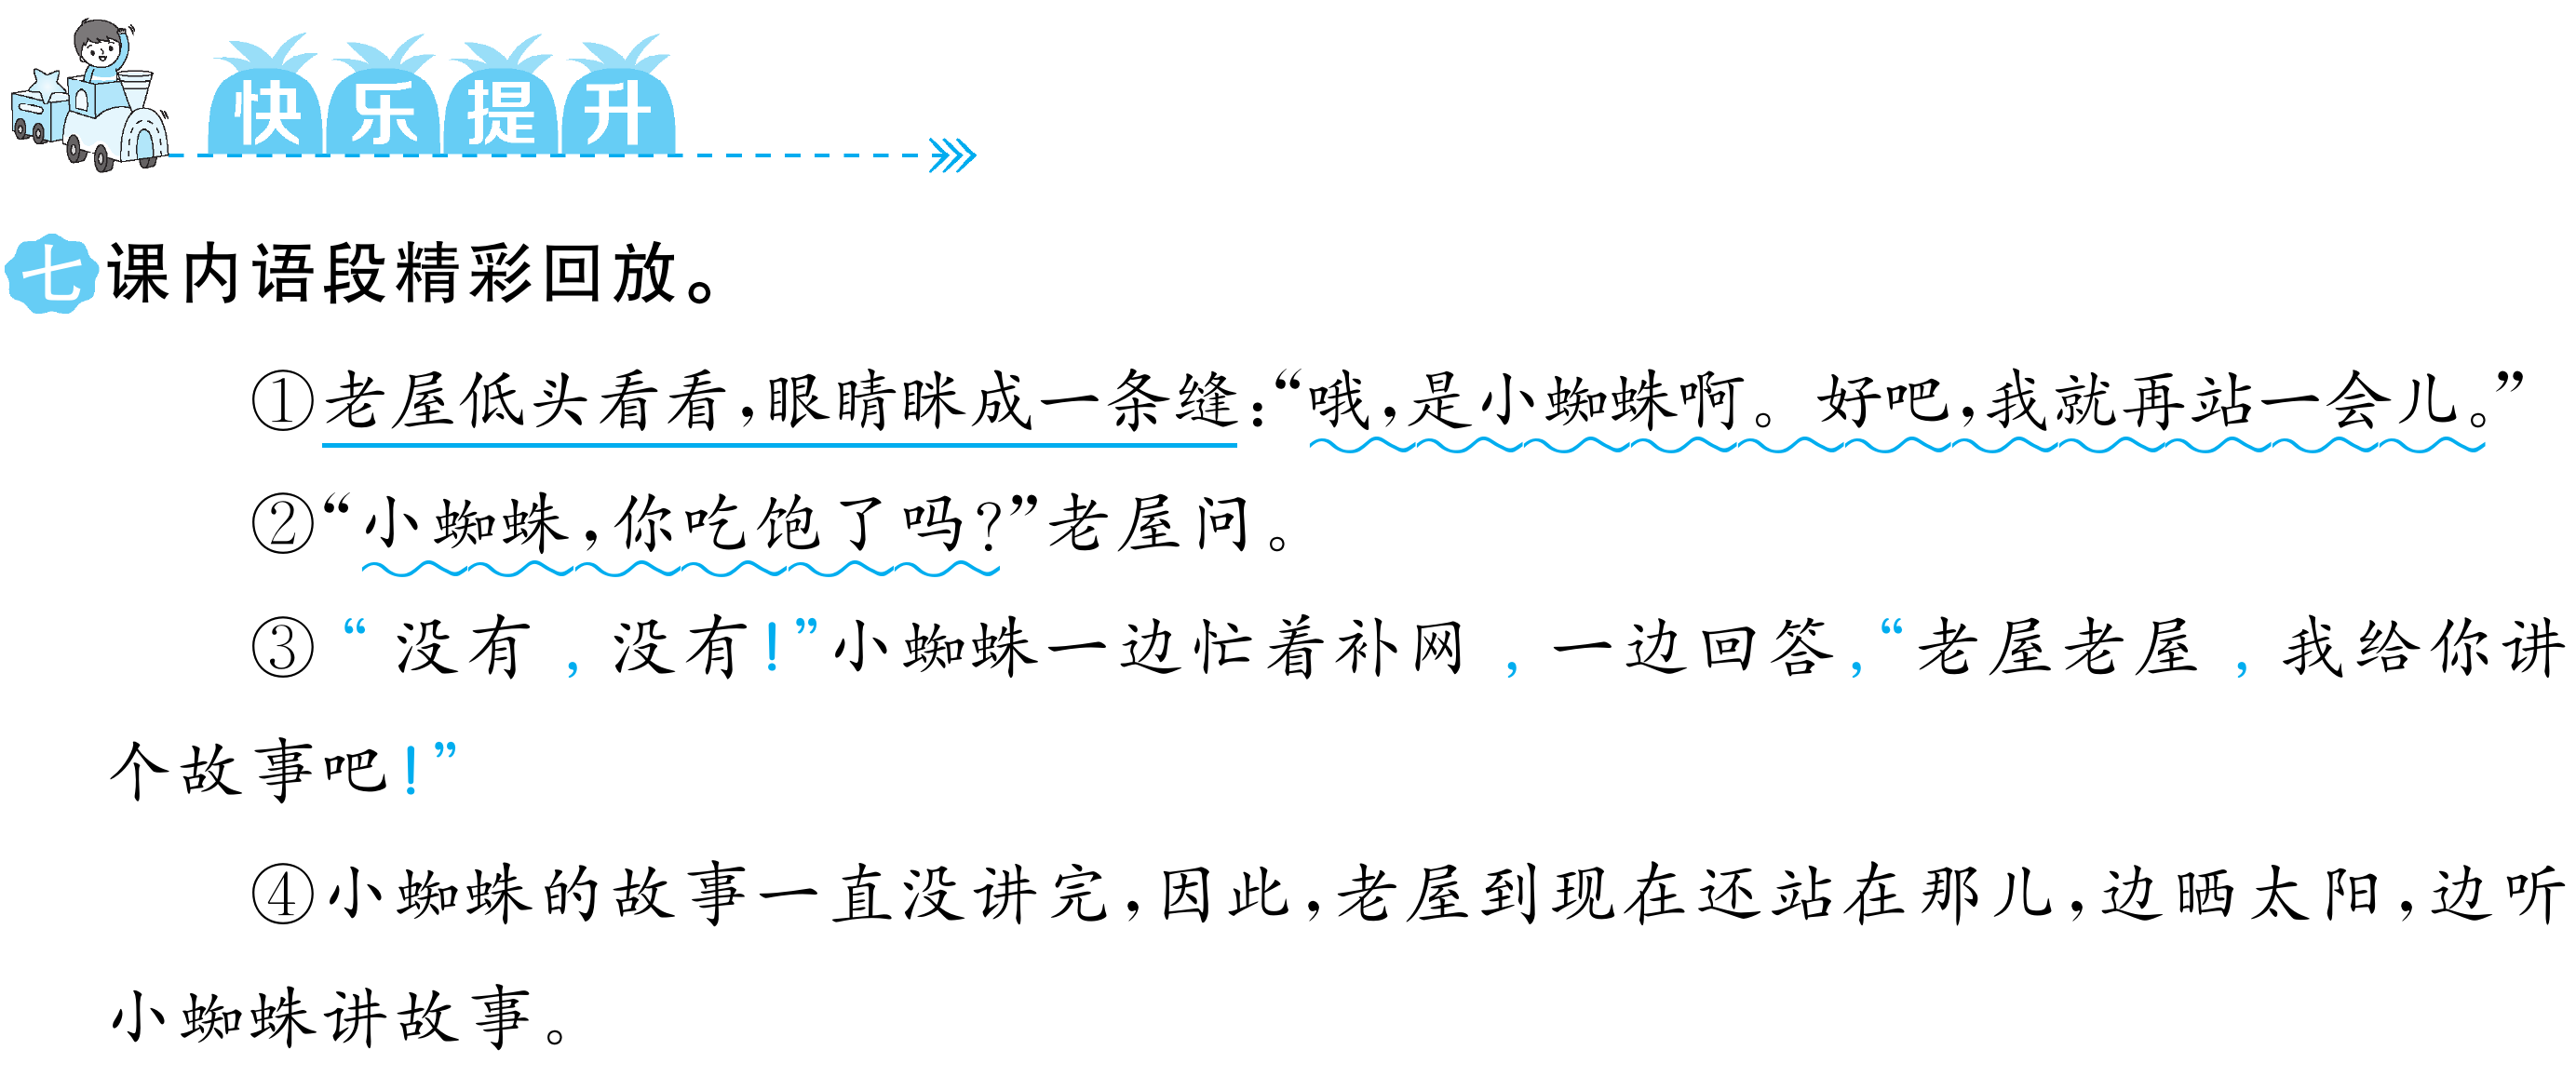 快乐提升
七 课内语段精彩回放。
①老屋低头看看,眼睛眯成一条缝:“哦,是小蜘蛛啊。好吧,我就再站一会儿。”
②“小蜘蛛,你吃饱了吗?”老屋问。
③“没有,没有!”小蜘蛛一边忙着补网,一边回答,“老屋老屋,我给你讲
个故事吧!”
④小蜘蛛的故事一直没讲完,因此,老屋到现在还站在那儿,边晒太阳,边听
小蜘蛛讲故事。